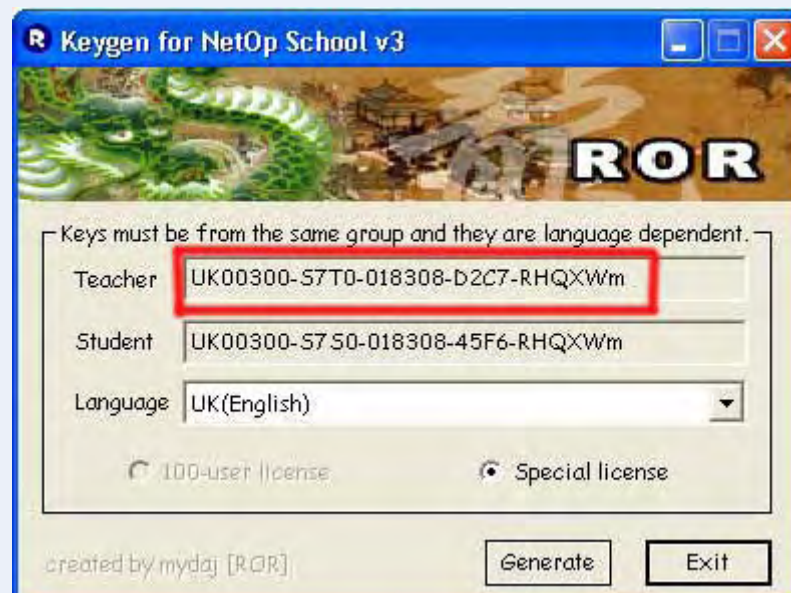 R Keygen for NetOp School v3
ROR
Keys must be from the same group and they are language dependent.
Teacher UK00300-S7T0-018308-D2C7-RHQXWm
Student UK00300-S7S0-018308-45F6-RHQXWm
Language UK(English)
100-user license Special license
created by mydaj [ROR] Generate Exit